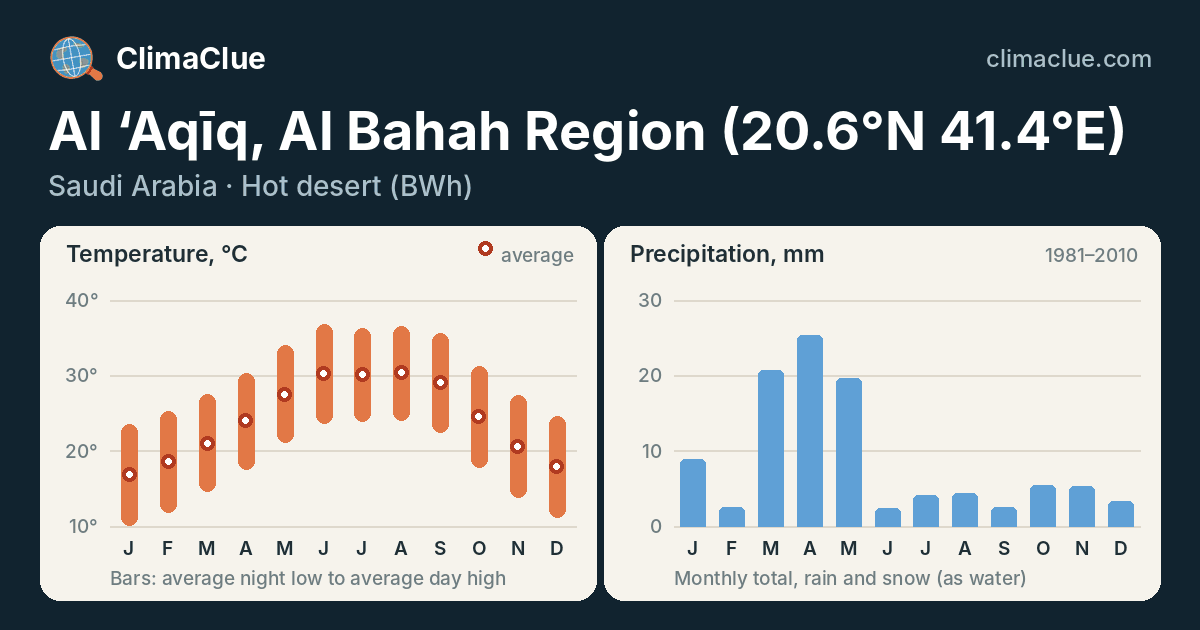 ClimaClue
climaclue.com
Al ‘Aqīq, Al Bahah Region (20.6°N 41.4°E)
Saudi Arabia · Hot desert (BWh)
Temperature, °C
average
40°
30°
20°
10°
J F M A M J J A S O N D
Bars: average night low to average day high
Precipitation, mm
1981–2010
30
20
10
0
J F M A M J J A S O N D
Monthly total, rain and snow (as water)